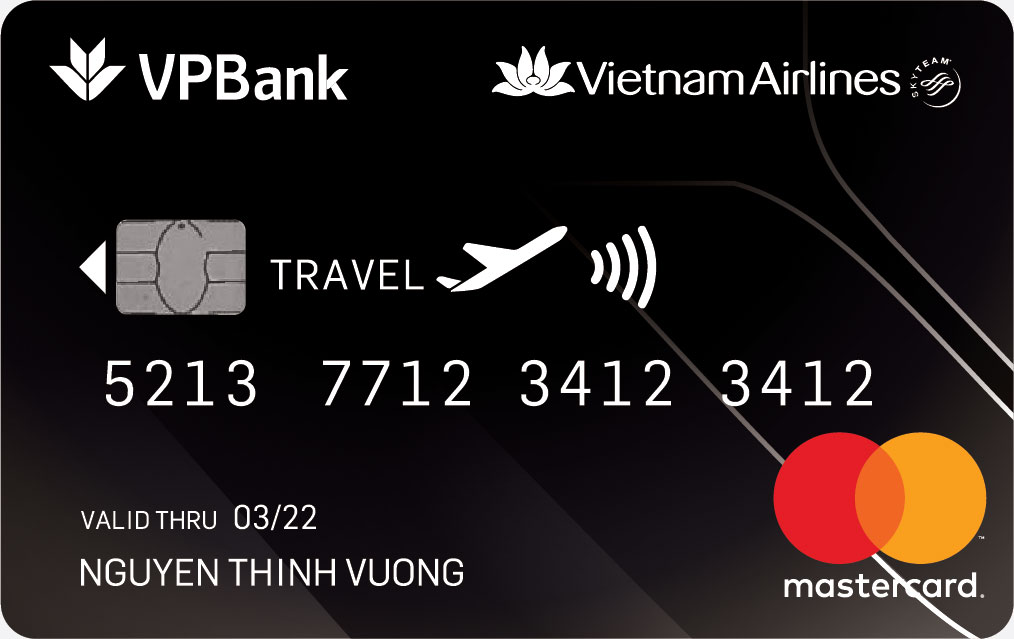 VPBank
Vietnam Airlines SKYTEAM
TRAVEL
5213 7712 3412 3412
VALID THRU 03/22
NGUYEN THINH VUONG
mastercard.